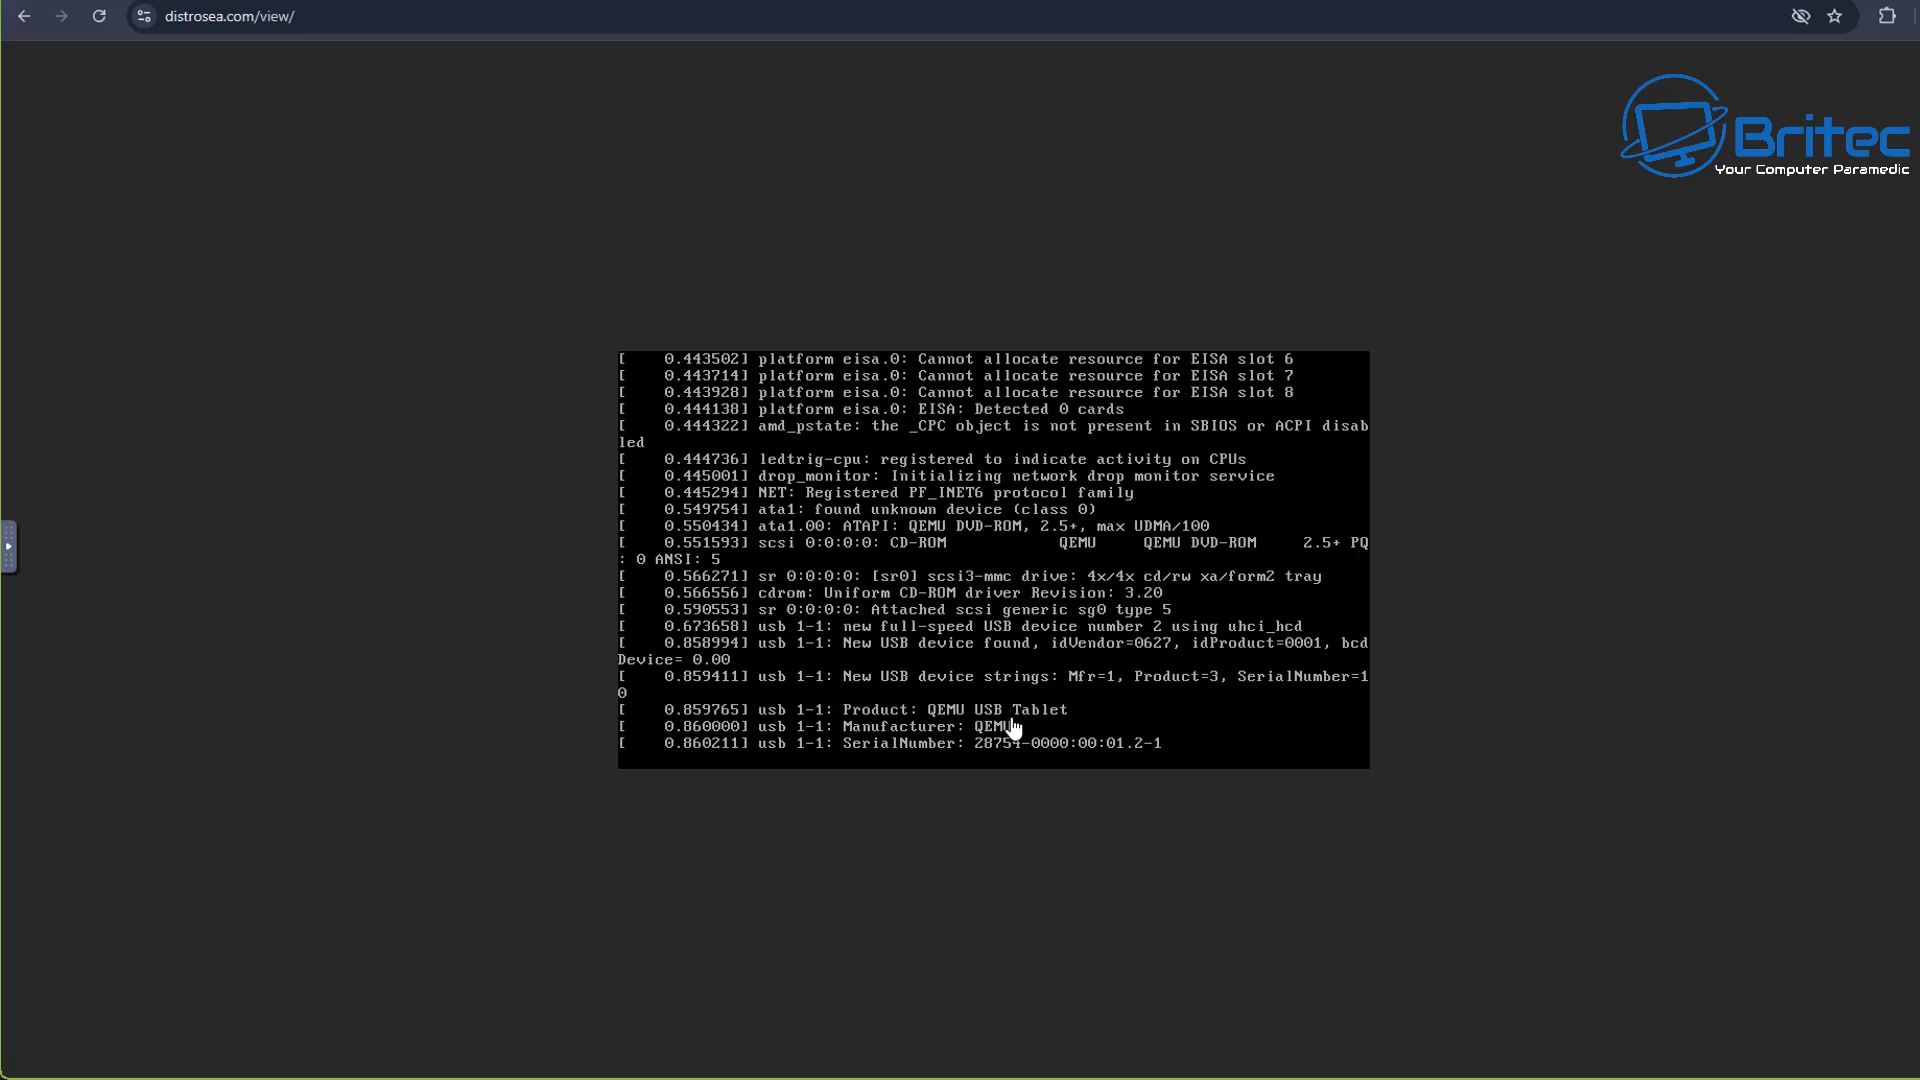 distrosea.com/view/
Britec
Your Computer Paramedic
[    0.443502] platform eisa.0: Cannot allocate resource for EISA slot 6
[    0.443714] platform eisa.0: Cannot allocate resource for EISA slot 7
[    0.443928] platform eisa.0: Cannot allocate resource for EISA slot 8
[    0.444138] platform eisa.0: EISA: Detected 0 cards
[    0.444322] amd_pstate: the _CPC object is not present in SBIOS or ACPI disab
led
[    0.444736] ledtrig-cpu: registered to indicate activity on CPUs
[    0.445001] drop_monitor: Initializing network drop monitor service
[    0.445294] NET: Registered PF_INET6 protocol family
[    0.549754] ata1: found unknown device (class 0)
[    0.550434] ata1.00: ATAPI: QEMU DVD-ROM, 2.5+, max UDMA/100
[    0.551593] scsi 0:0:0:0: CD-ROM            QEMU     QEMU DVD-ROM     2.5+ PQ
: 0 ANSI: 5
[    0.566271] sr 0:0:0:0: [sr0] scsi3-mmc drive: 4x/4x cd/rw xa/form2 tray
[    0.566556] cdrom: Uniform CD-ROM driver Revision: 3.20
[    0.590553] sr 0:0:0:0: Attached scsi generic sg0 type 5
[    0.673658] usb 1-1: new full-speed USB device number 2 using uhci_hcd
[    0.858994] usb 1-1: New USB device found, idVendor=0627, idProduct=0001, bcd
Device= 0.00
[    0.859411] usb 1-1: New USB device strings: Mfr=1, Product=3, SerialNumber=1
0
[    0.859765] usb 1-1: Product: QEMU USB Tablet
[    0.860000] usb 1-1: Manufacturer: QEMU
[    0.860211] usb 1-1: SerialNumber: 28754-0000:00:01.2-1